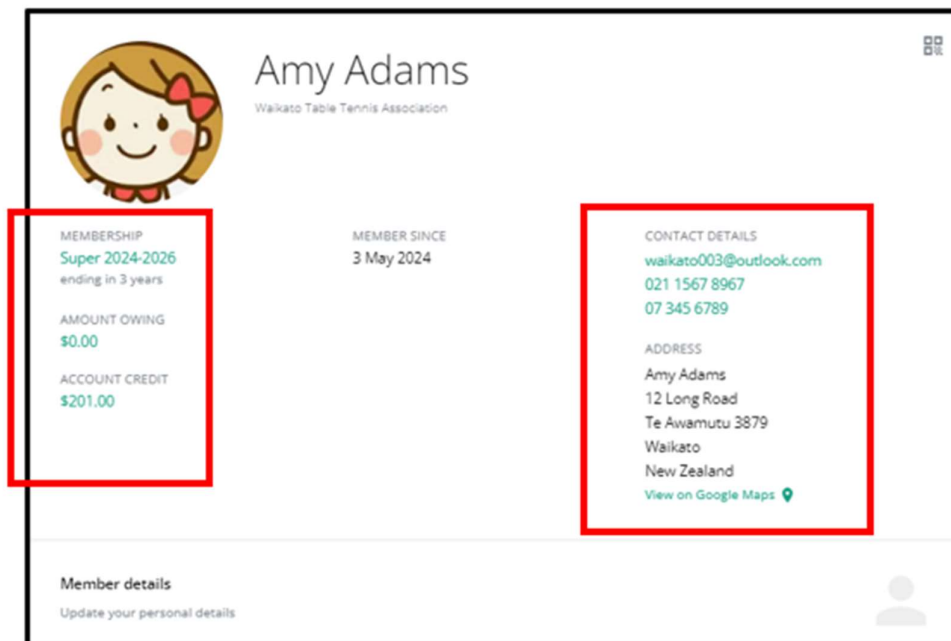 Amy Adams
Waikato Table Tennis Association
MEMBERSHIP
Super 2024-2026
ending in 3 years
AMOUNT OWING
$0.00
ACCOUNT CREDIT
$201.00
MEMBER SINCE
3 May 2024
CONTACT DETAILS
waikato003@outlook.com
021 1567 8967
07 345 6789
ADDRESS
Amy Adams
12 Long Road
Te Awamutu 3879
Waikato
New Zealand
View on Google Maps
Member details
Update your personal details